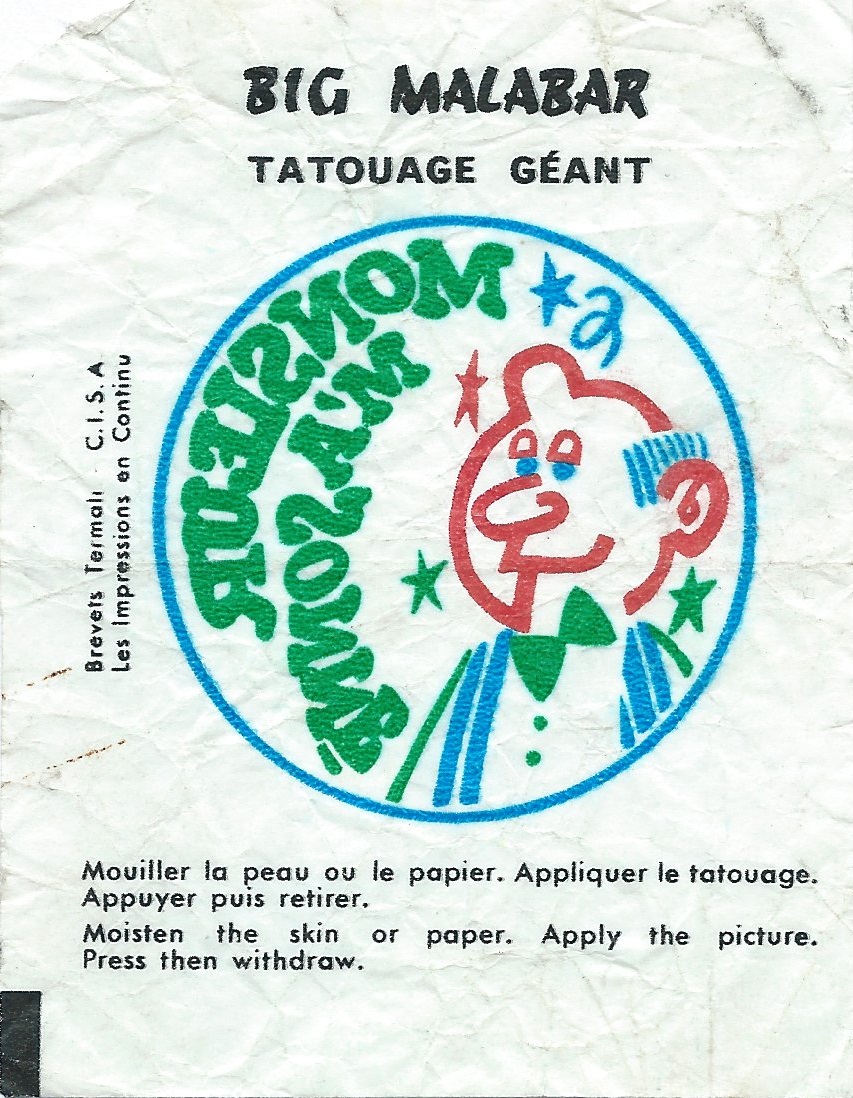 BIG MALABAR
TATOUAGE GÉANT
MONSIEUR
M'A SONNÉ
Brevets Termali - C.I.S.A
Les Impressions en Continu
Mouiller la peau ou le papier. Appliquer le tatouage.
Appuyer puis retirer.
Moisten the skin or paper. Apply the picture.
Press then withdraw.